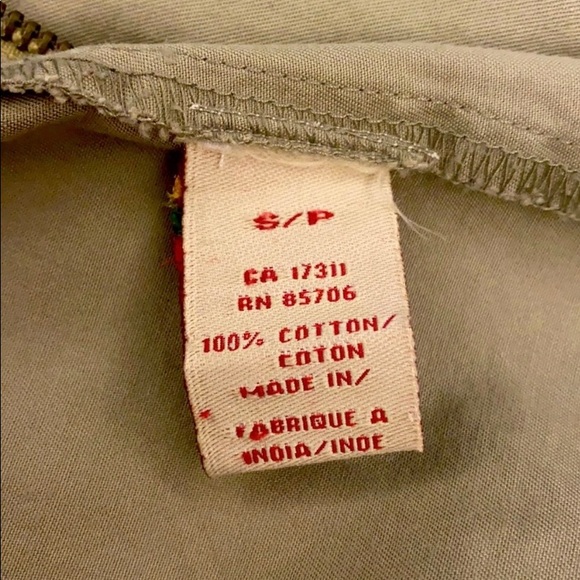 S/P
CA 17311
RN 85706
100% COTTON/
COTON
MADE IN/
FABRIQUE A
INDIA/INDE